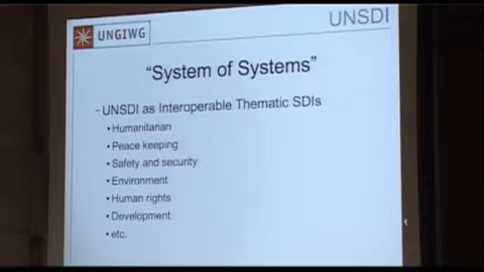 UNGIWG
UNSDI
"System of Systems"
- UNSDI as Interoperable Thematic SDIs
• Humanitarian
• Peace keeping
• Safety and security
• Environment
• Human rights
• Development
• etc.